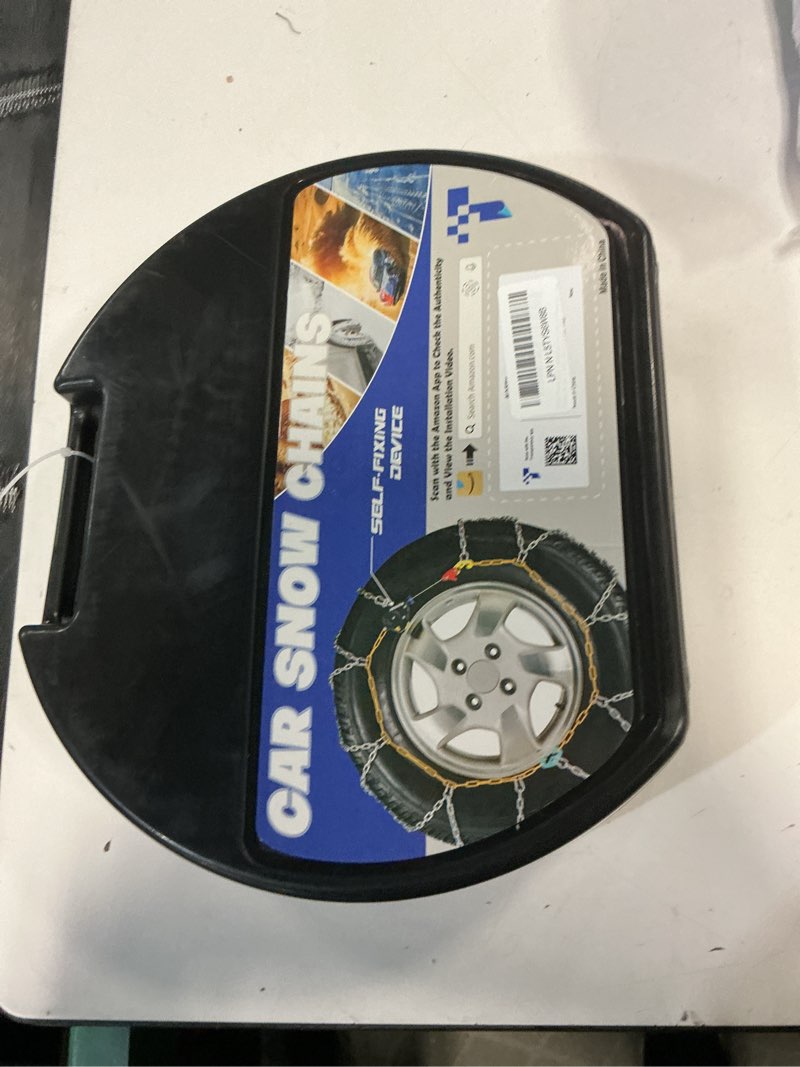 CAR SNOW CHAINS
SELF-FIXING
DEVICE
Scan with the Amazon App to Check the Authenticity
and View the Installation Video.
Search Amazon.com
Made in China